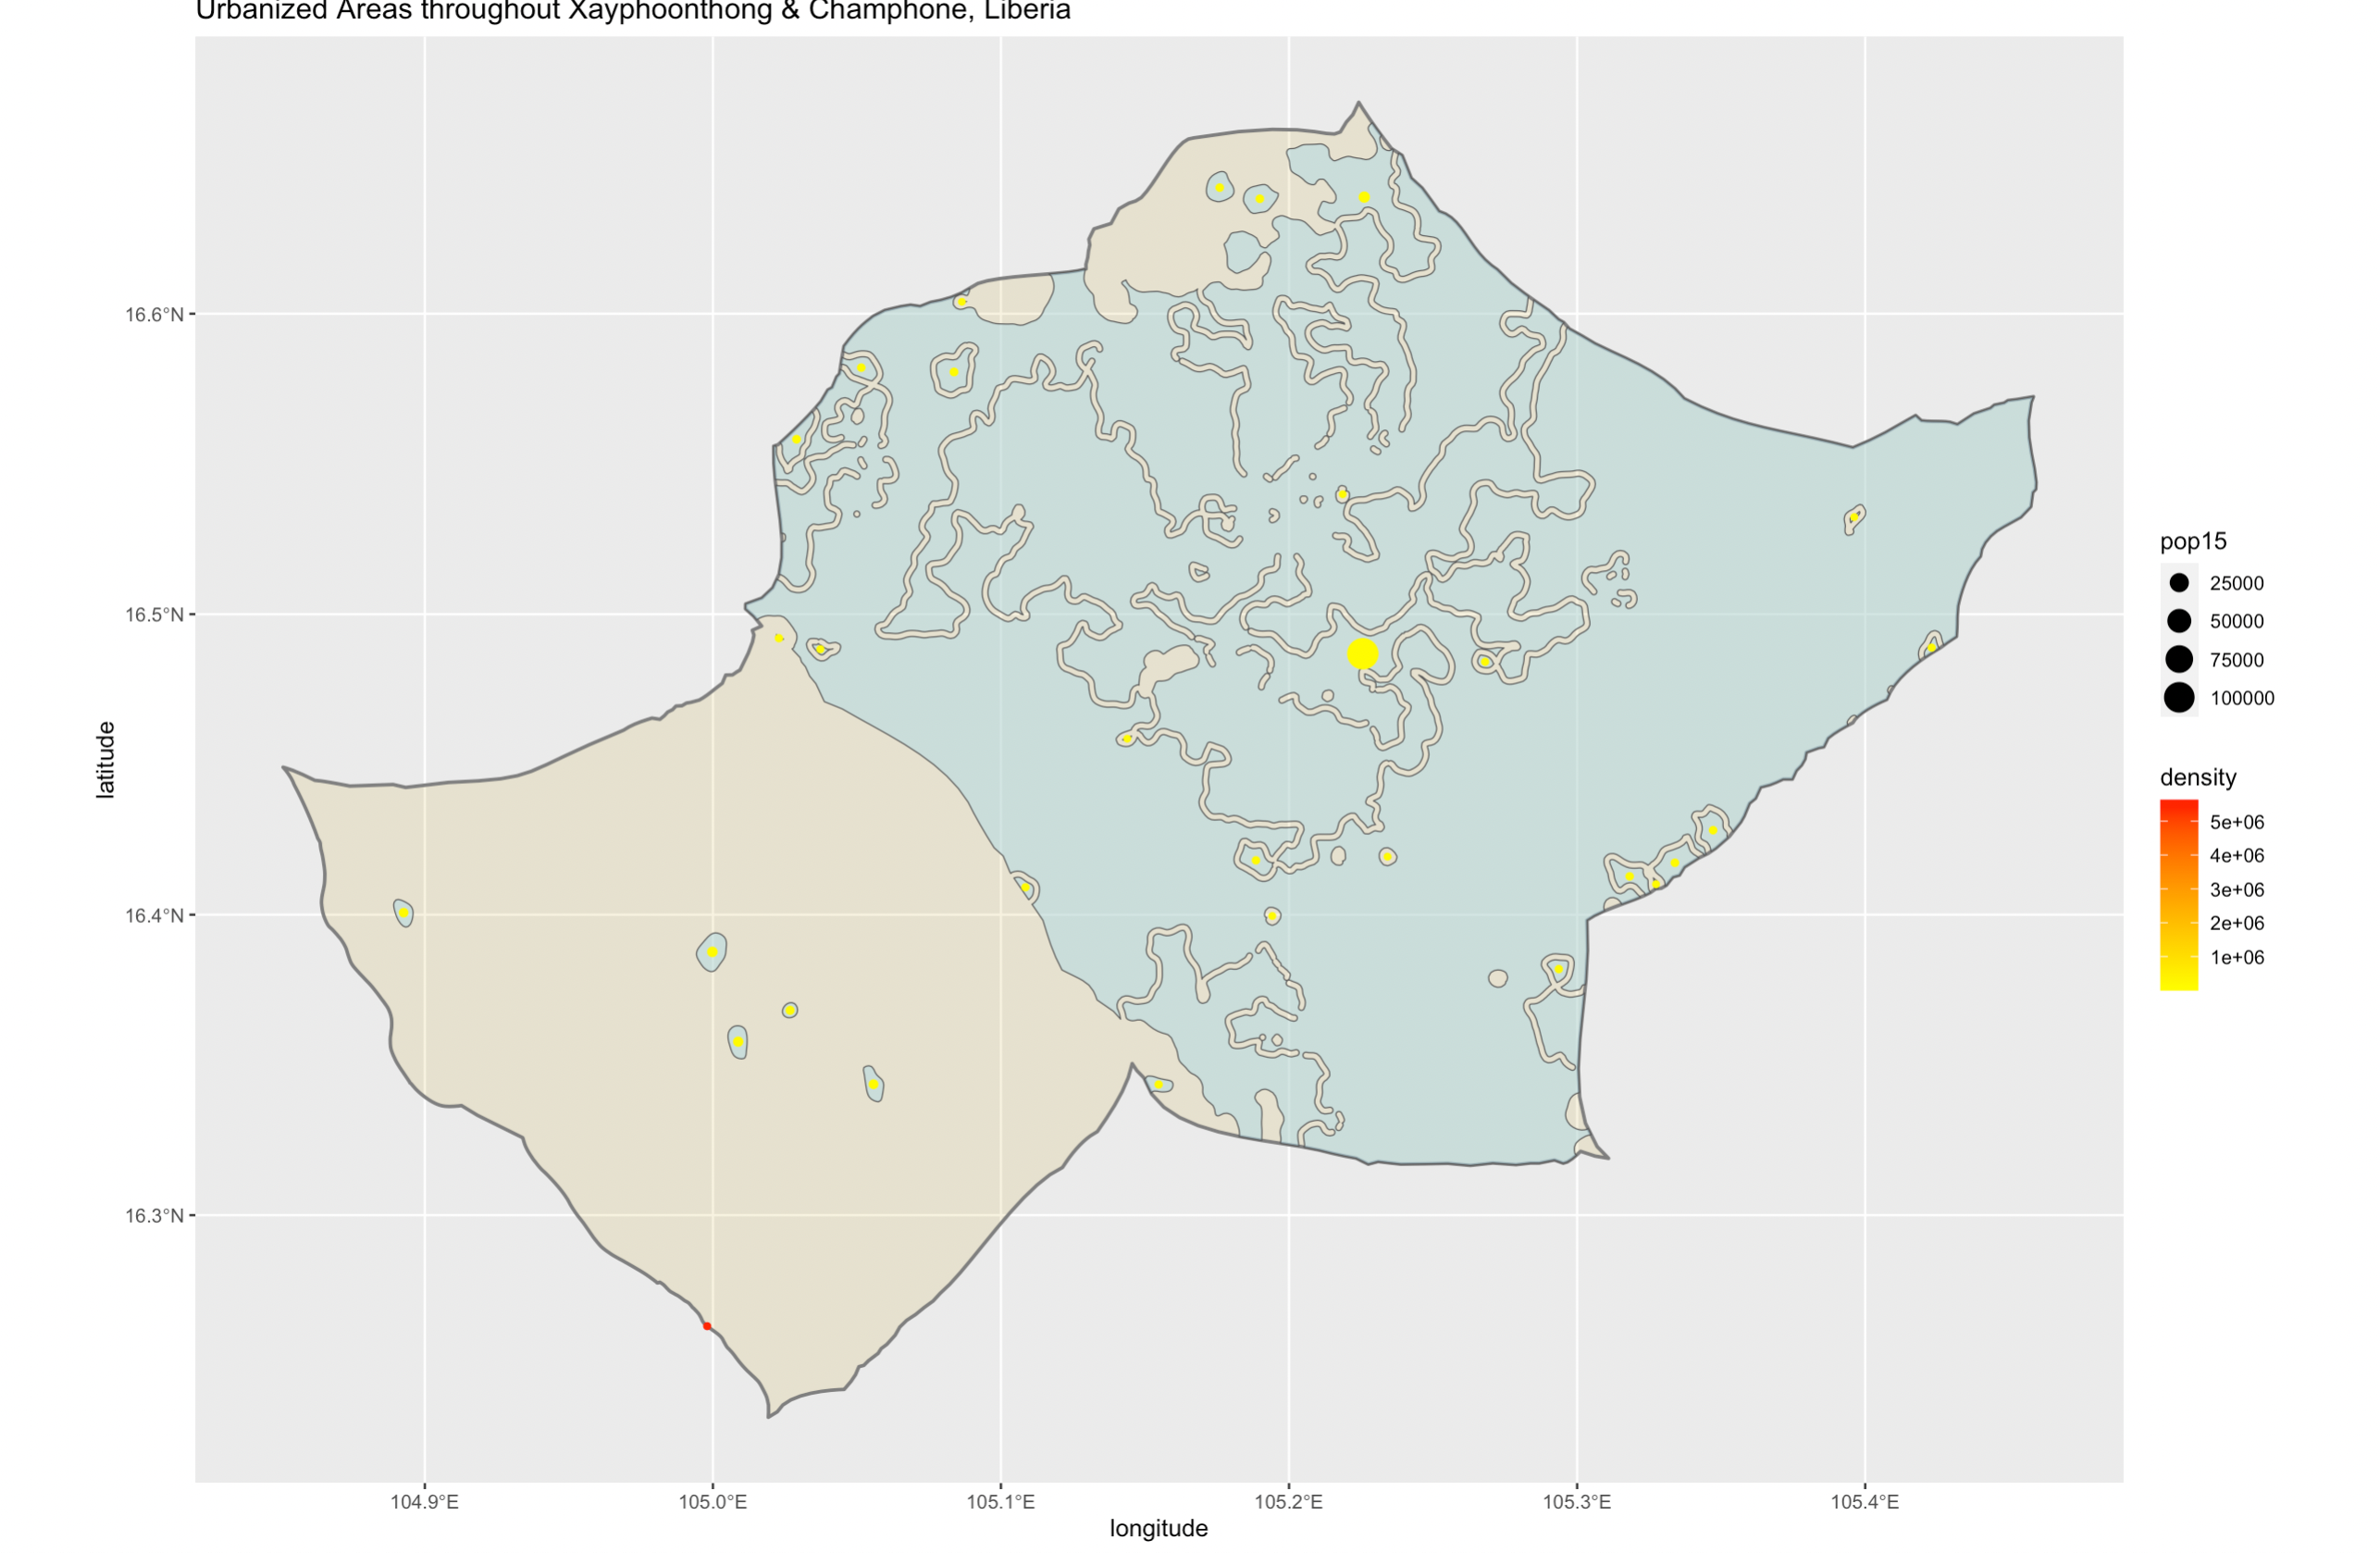 Urbanized Areas throughout Xayphoonthong & Champhone, Liberia
16.6°N
16.5°N
16.4°N
16.3°N
latitude
104.9°E
105.0°E
105.1°E
105.2°E
105.3°E
105.4°E
longitude
pop15
25000
50000
75000
100000
density
5e+06
4e+06
3e+06
2e+06
1e+06